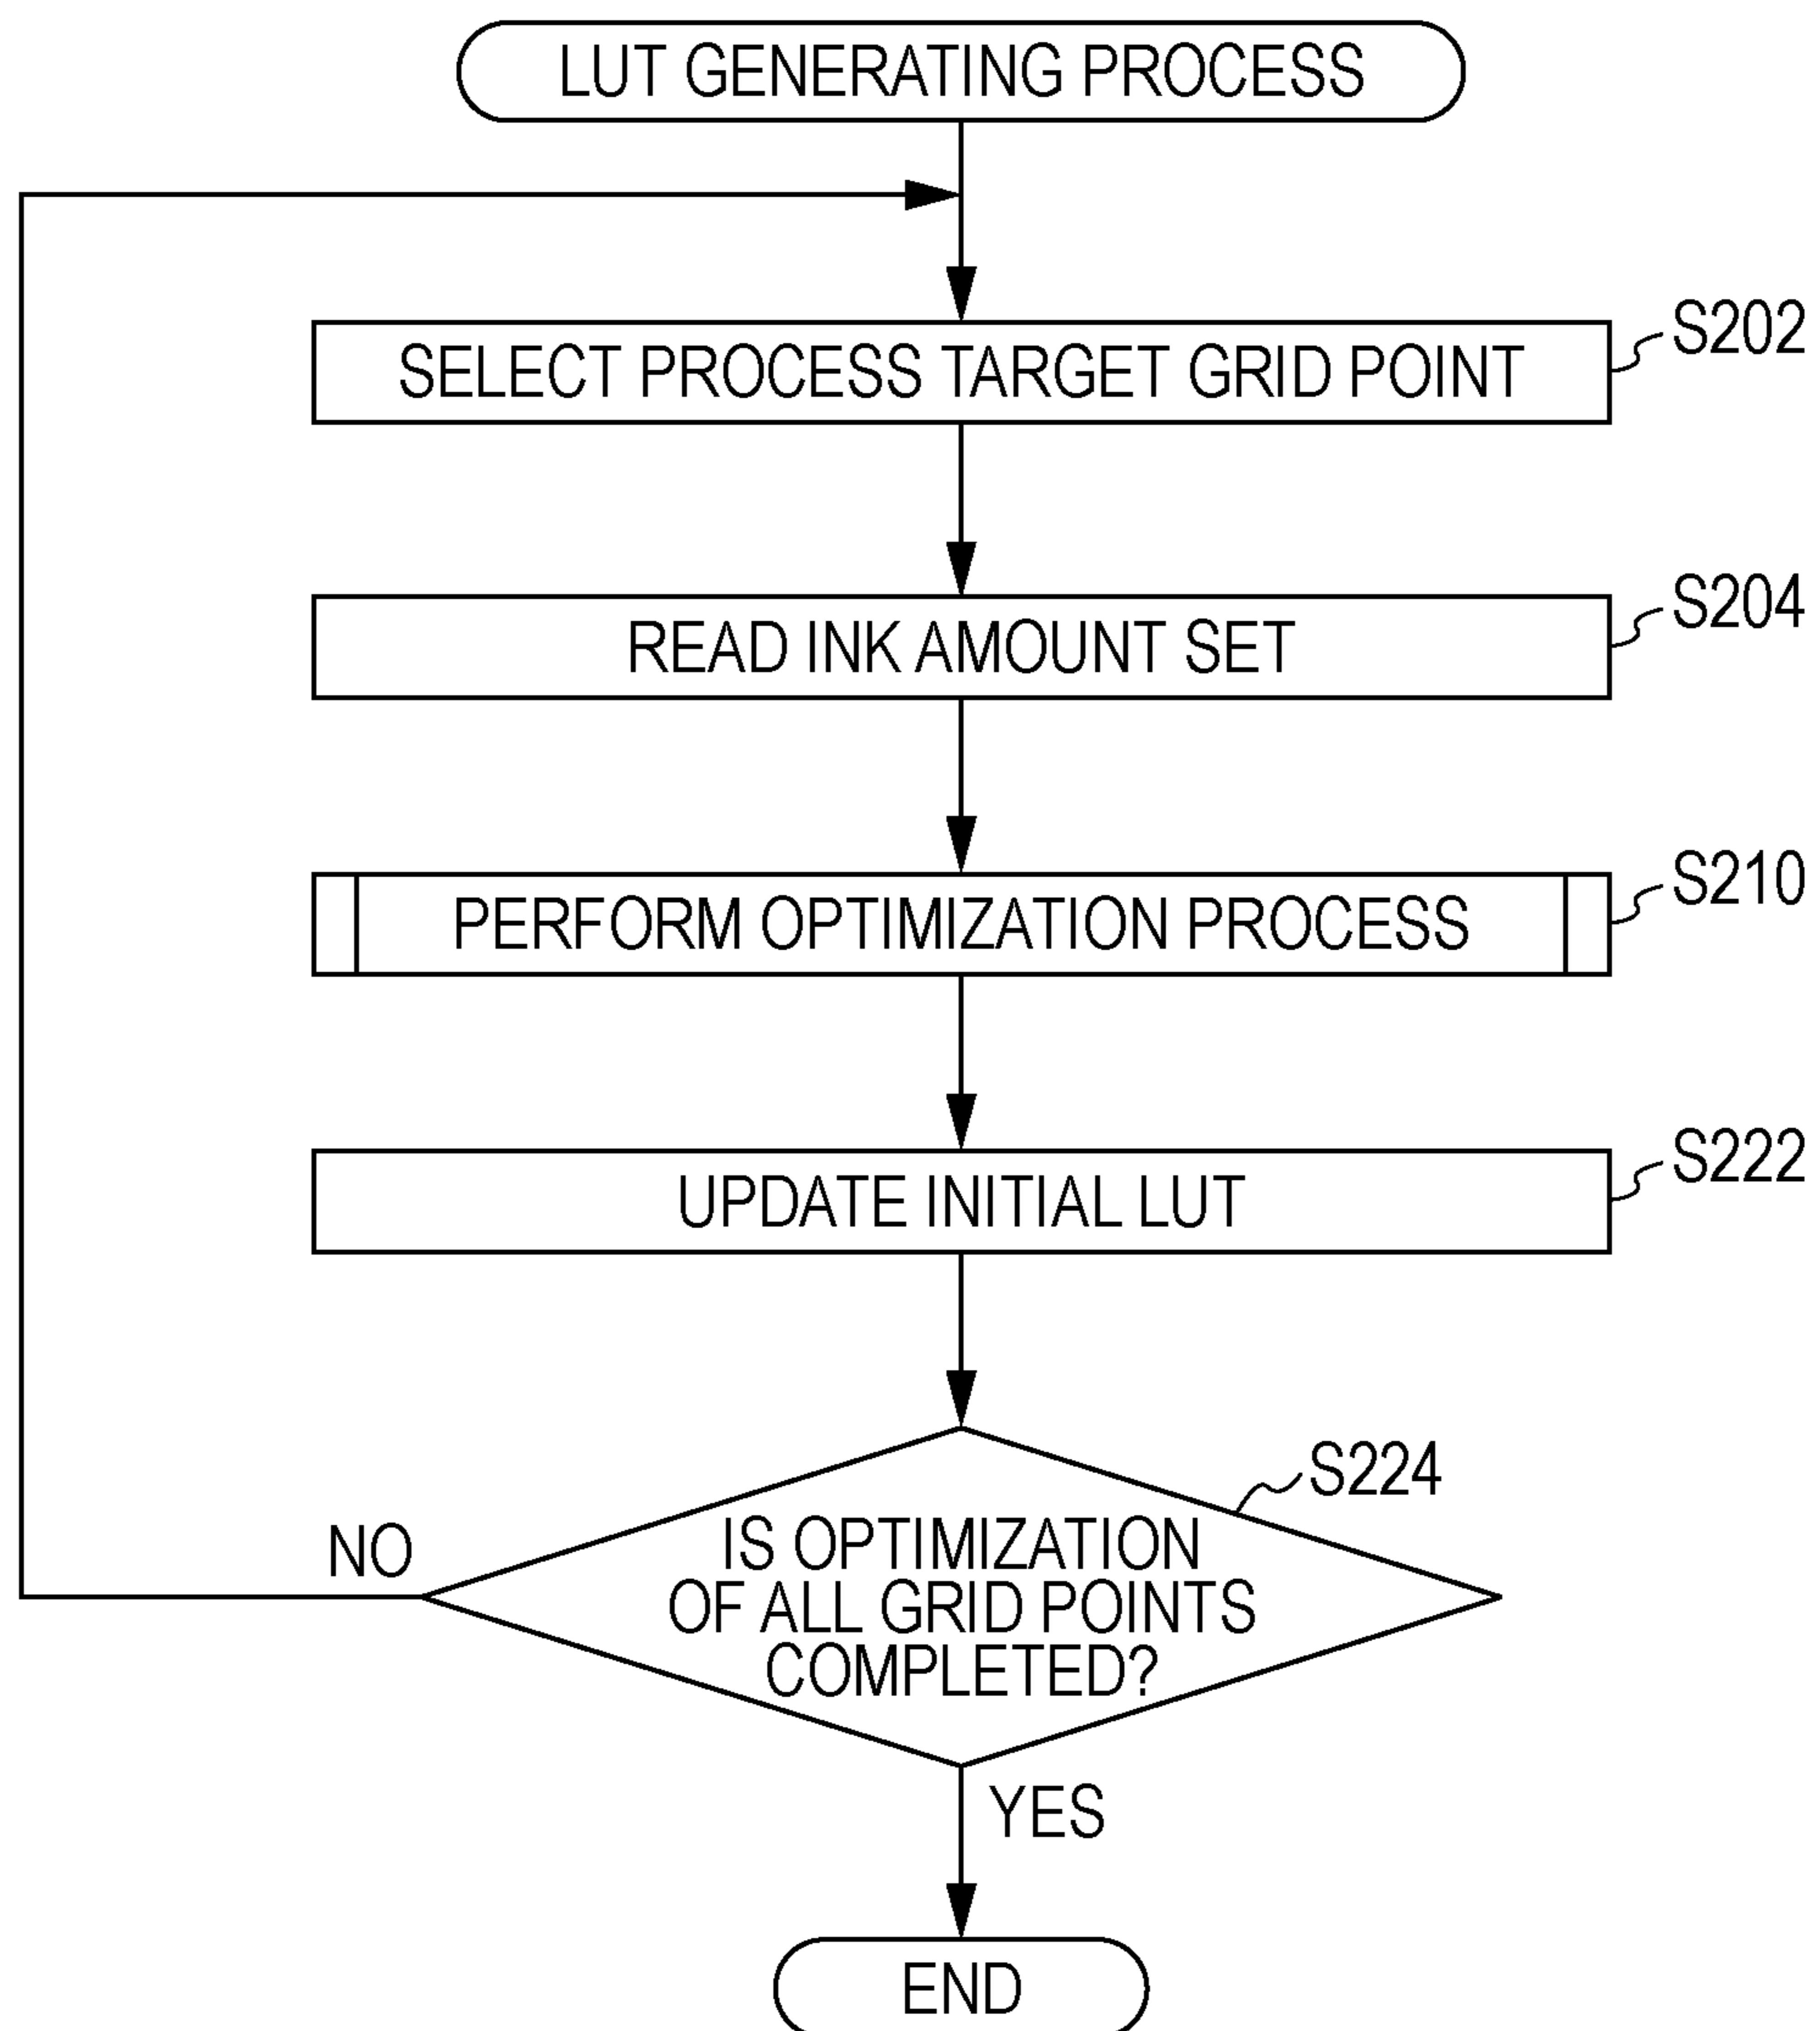 LUT GENERATING PROCESS
SELECT PROCESS TARGET GRID POINT
S202
READ INK AMOUNT SET
S204
PERFORM OPTIMIZATION PROCESS
S210
UPDATE INITIAL LUT
S222
S224
IS OPTIMIZATION
OF ALL GRID POINTS
COMPLETED?
NO
YES
END